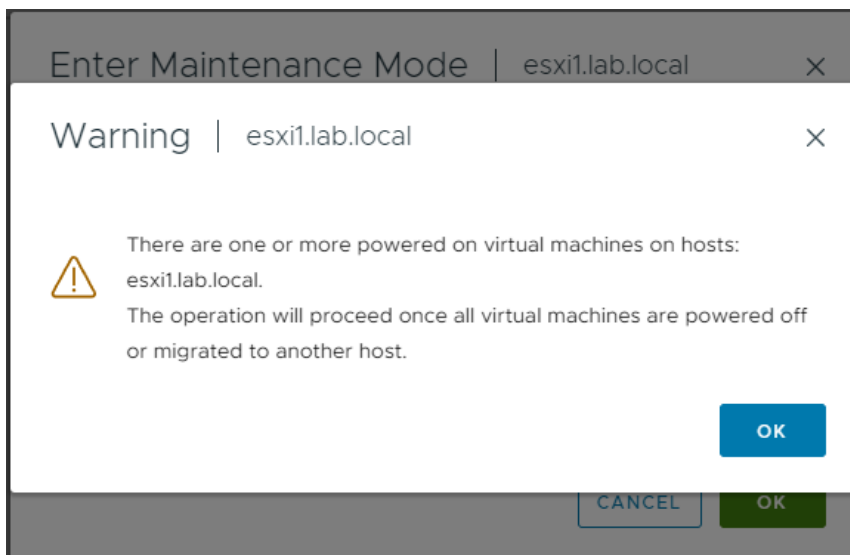 Enter Maintenance Mode | esxi1.lab.local
Warning | esxi1.lab.local
There are one or more powered on virtual machines on hosts:
esxi1.lab.local.
The operation will proceed once all virtual machines are powered off
or migrated to another host.
OK
CANCEL OK